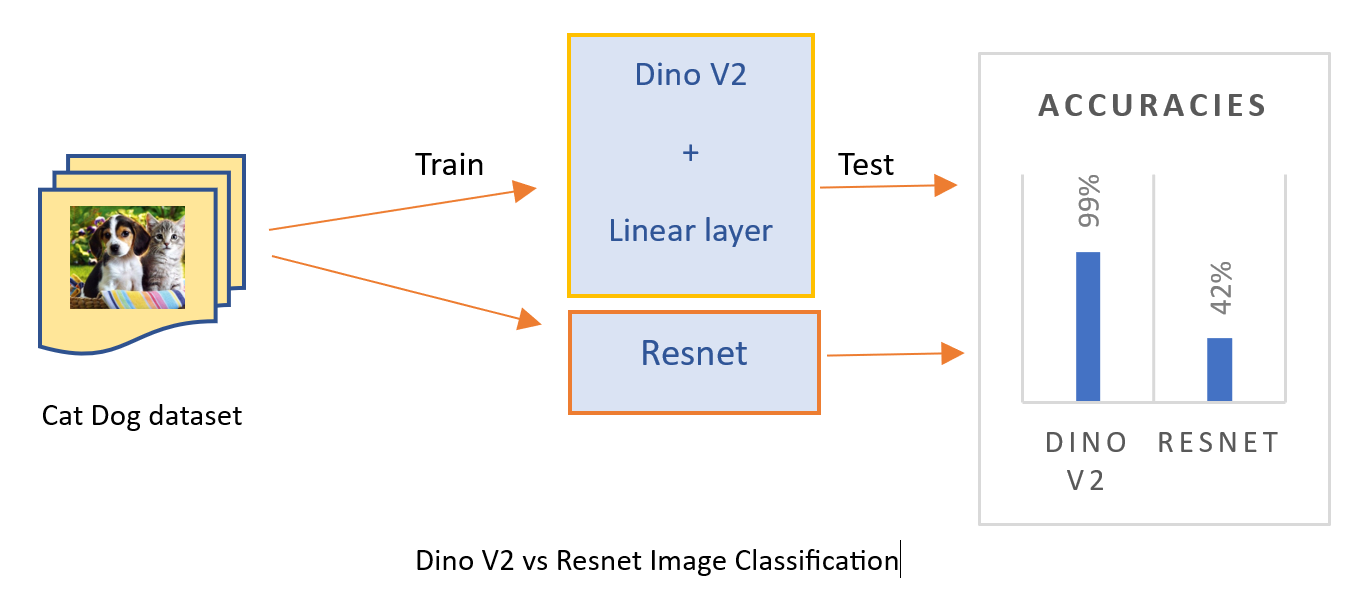 Dino V2
+
Linear layer
Train
Test
Resnet
Cat Dog dataset
ACCURACIES
99%
42%
DINO
V2
RESNET
Dino V2 vs Resnet Image Classification